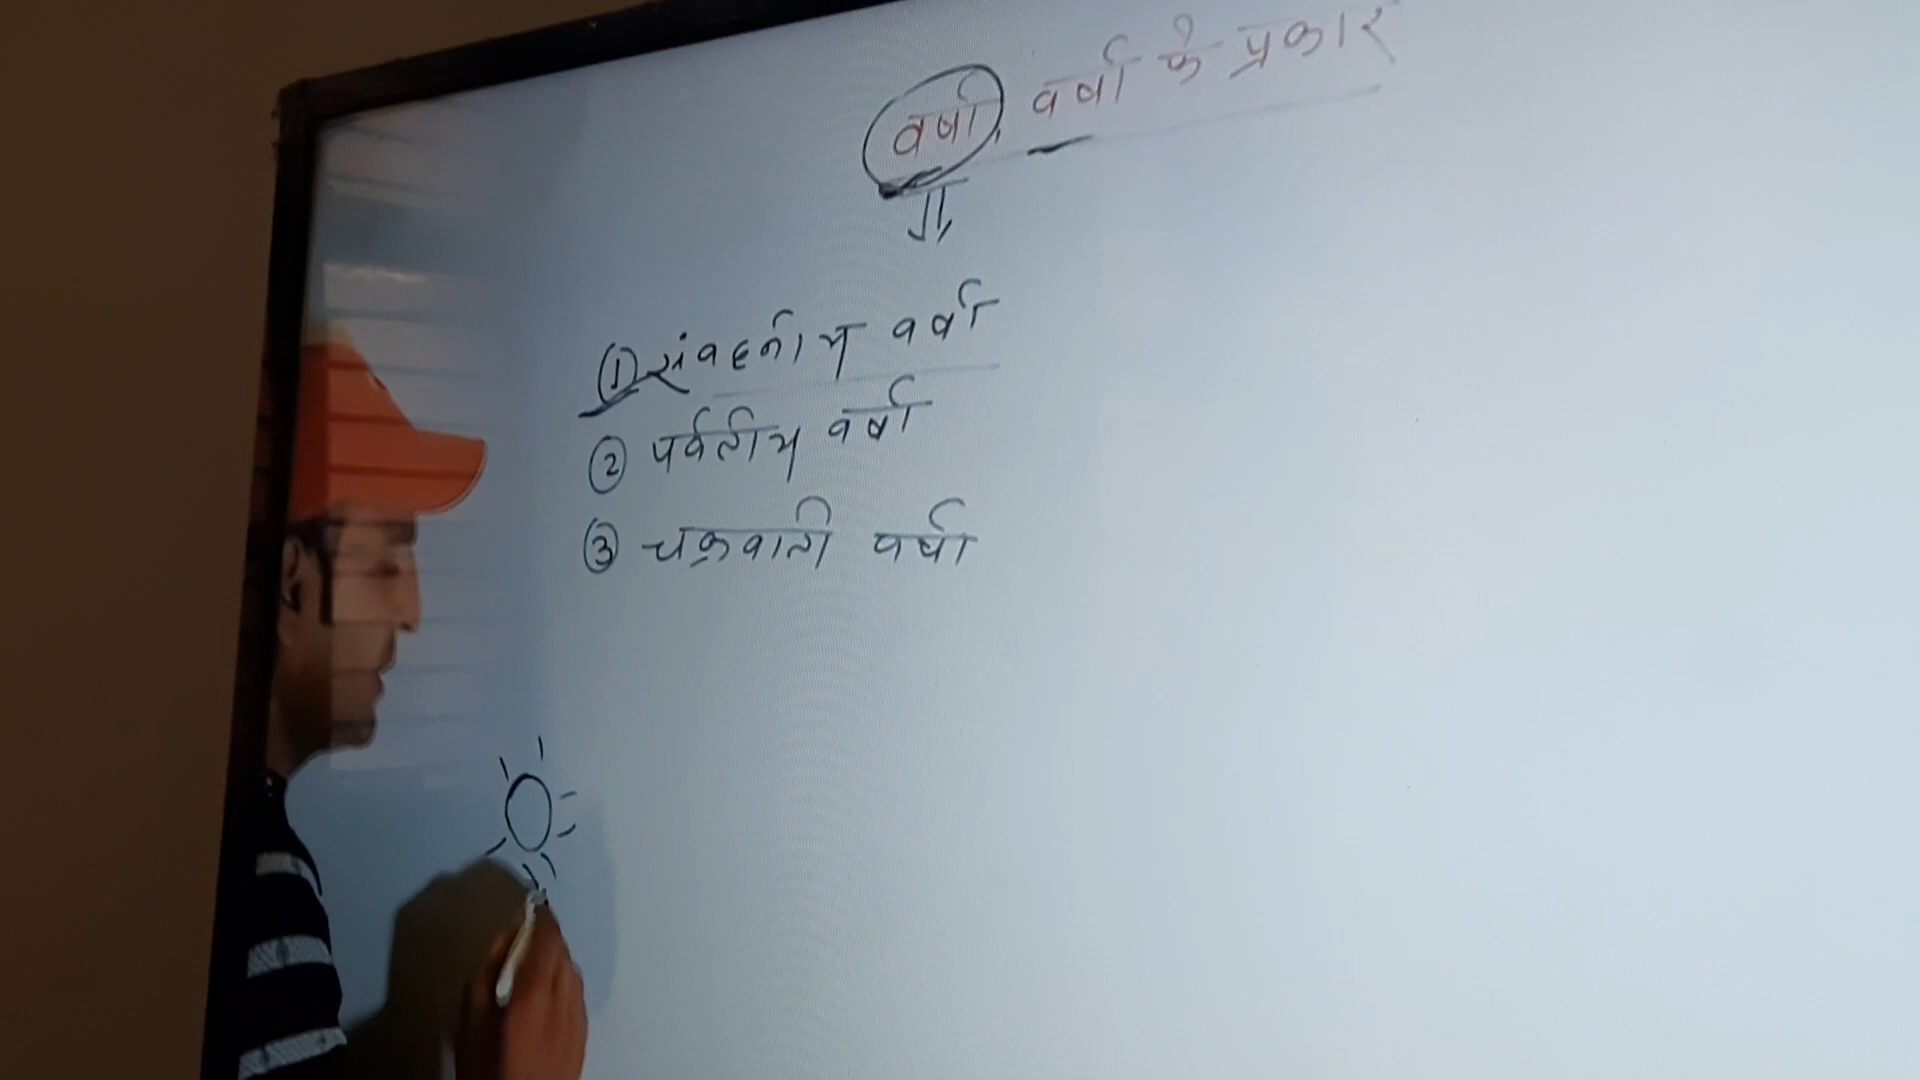 वर्षा, वर्षा के प्रकार
① संवहनीय वर्षा
② पर्वतीय वर्षा
③ चक्रवाती वर्षा